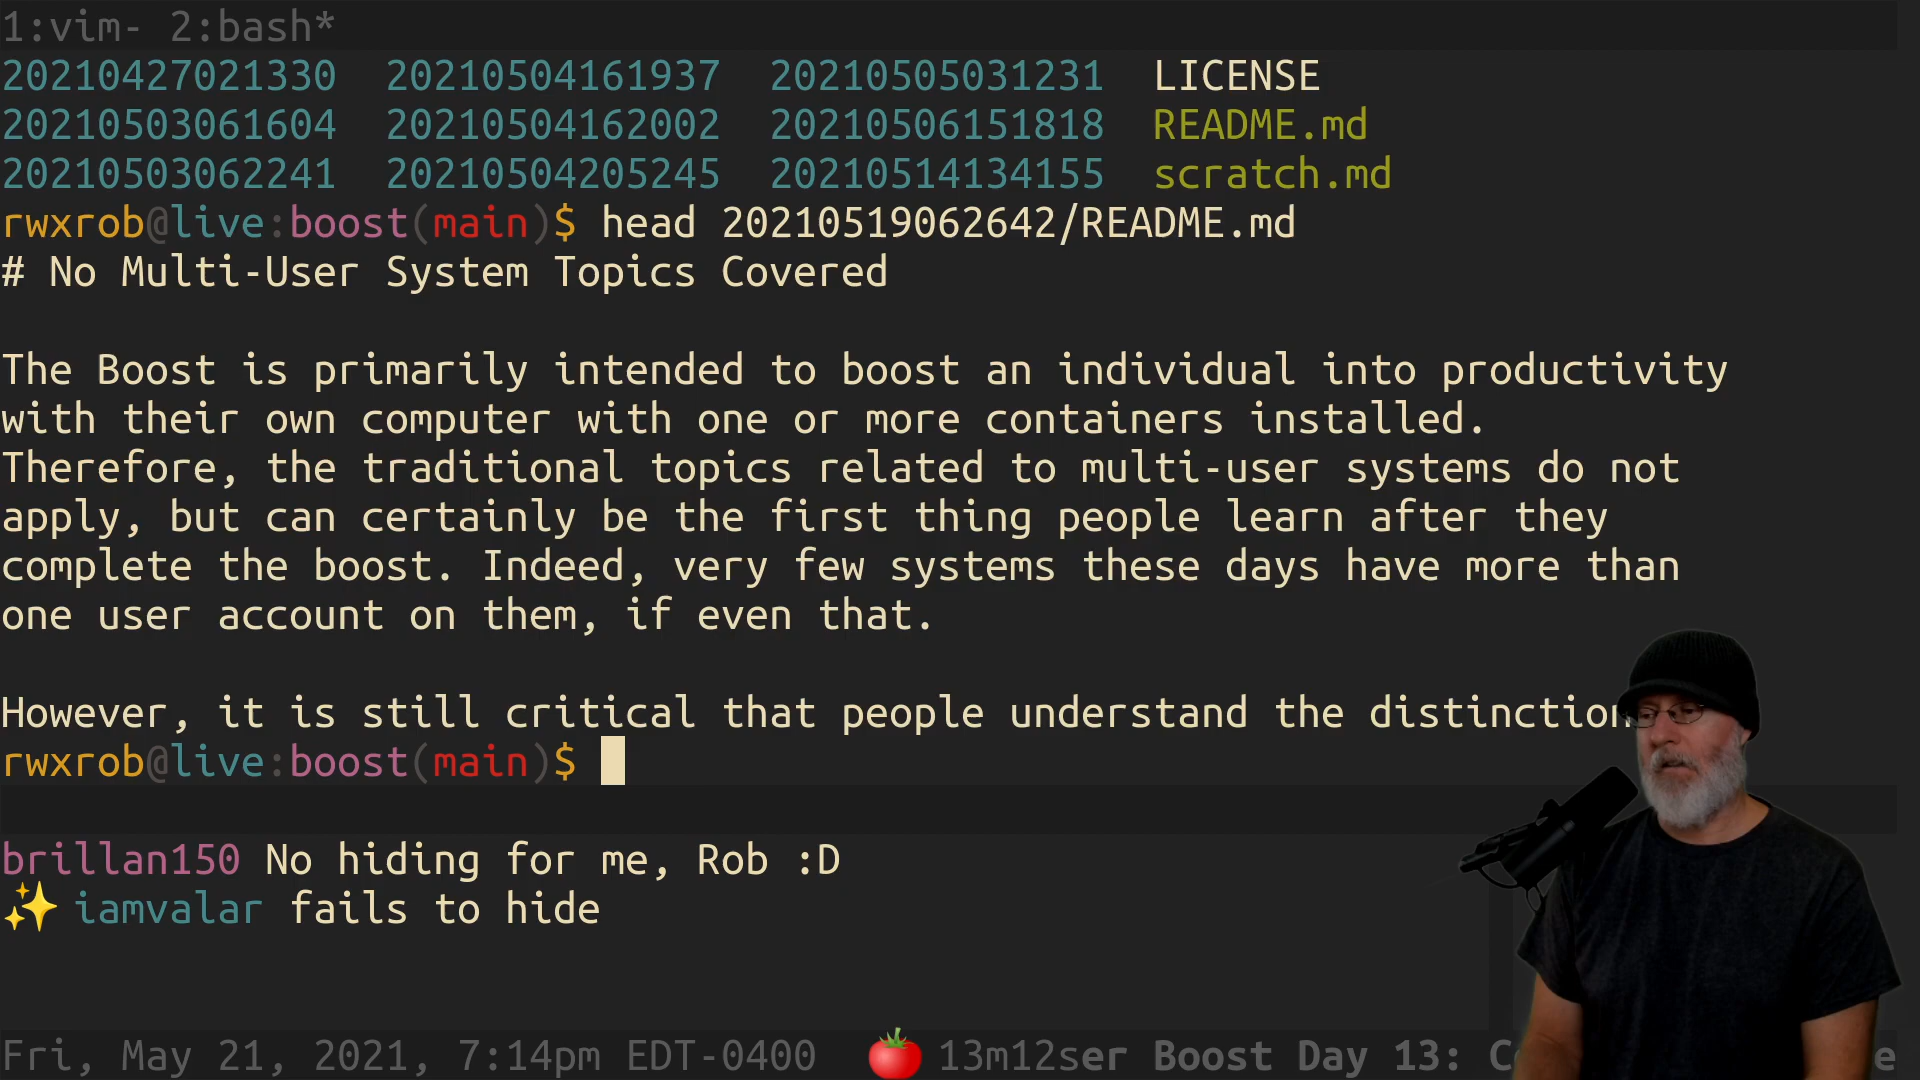 1:vim- 2:bash*
20210427021330 20210504161937 20210505031231 LICENSE
20210503061604 20210504162002 20210506151818 README.md
20210503062241 20210504205245 20210514134155 scratch.md
rwxrob@live:boost(main)$ head 20210519062642/README.md
# No Multi-User System Topics Covered
The Boost is primarily intended to boost an individual into productivity
with their own computer with one or more containers installed.
Therefore, the traditional topics related to multi-user systems do not
apply, but can certainly be the first thing people learn after they
complete the boost. Indeed, very few systems these days have more than
one user account on them, if even that.
However, it is still critical that people understand the distinction
rwxrob@live:boost(main)$
brillan150 No hiding for me, Rob :D
✨ iamvalar fails to hide
Fri, May 21, 2021, 7:14pm EDT-0400 🍅 13m12ser Boost Day 13: